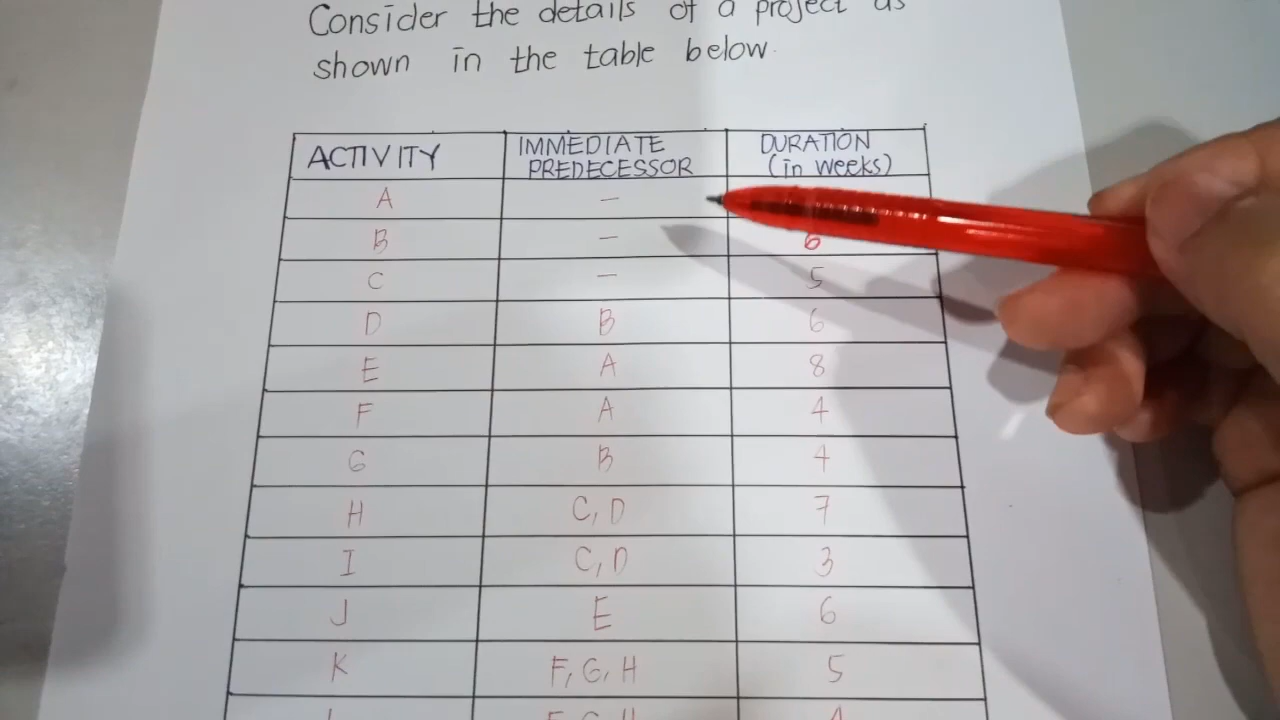 Consider the details of a project as
shown in the table below.
ACTIVITY IMMEDIATE PREDECESSOR DURATION (in weeks)
A –
B – 6
C – 5
D B 6
E A 8
F A 4
G B 4
H C, D 7
I C, D 3
J E 6
K F, G, H 5